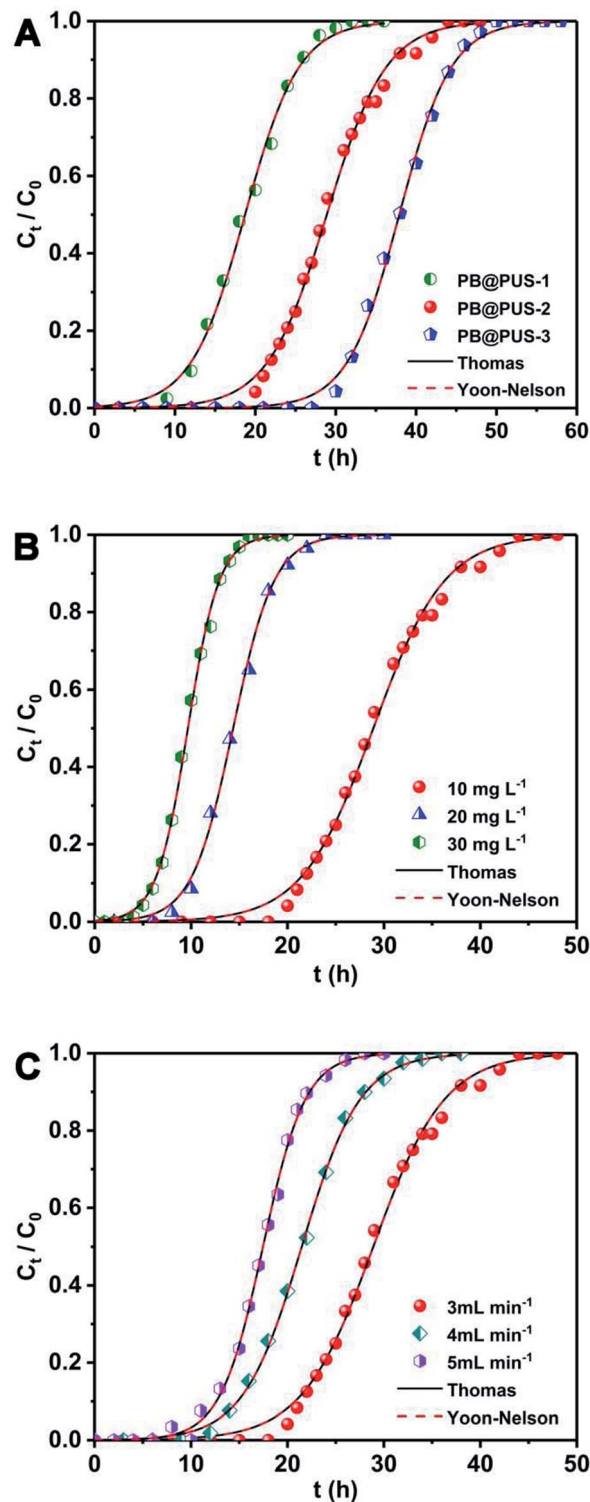 A
1.0
0.8
0.6
0.4
0.2
0.0
Ct / C0
PB@PUS-1
PB@PUS-2
PB@PUS-3
Thomas
Yoon-Nelson
0 10 20 30 40 50 60
t (h)
B
1.0
0.8
0.6
0.4
0.2
0.0
Ct / C0
10 mg L-1
20 mg L-1
30 mg L-1
Thomas
Yoon-Nelson
0 10 20 30 40 50
t (h)
C
1.0
0.8
0.6
0.4
0.2
0.0
Ct / C0
3mL min-1
4mL min-1
5mL min-1
Thomas
Yoon-Nelson
0 10 20 30 40 50
t (h)